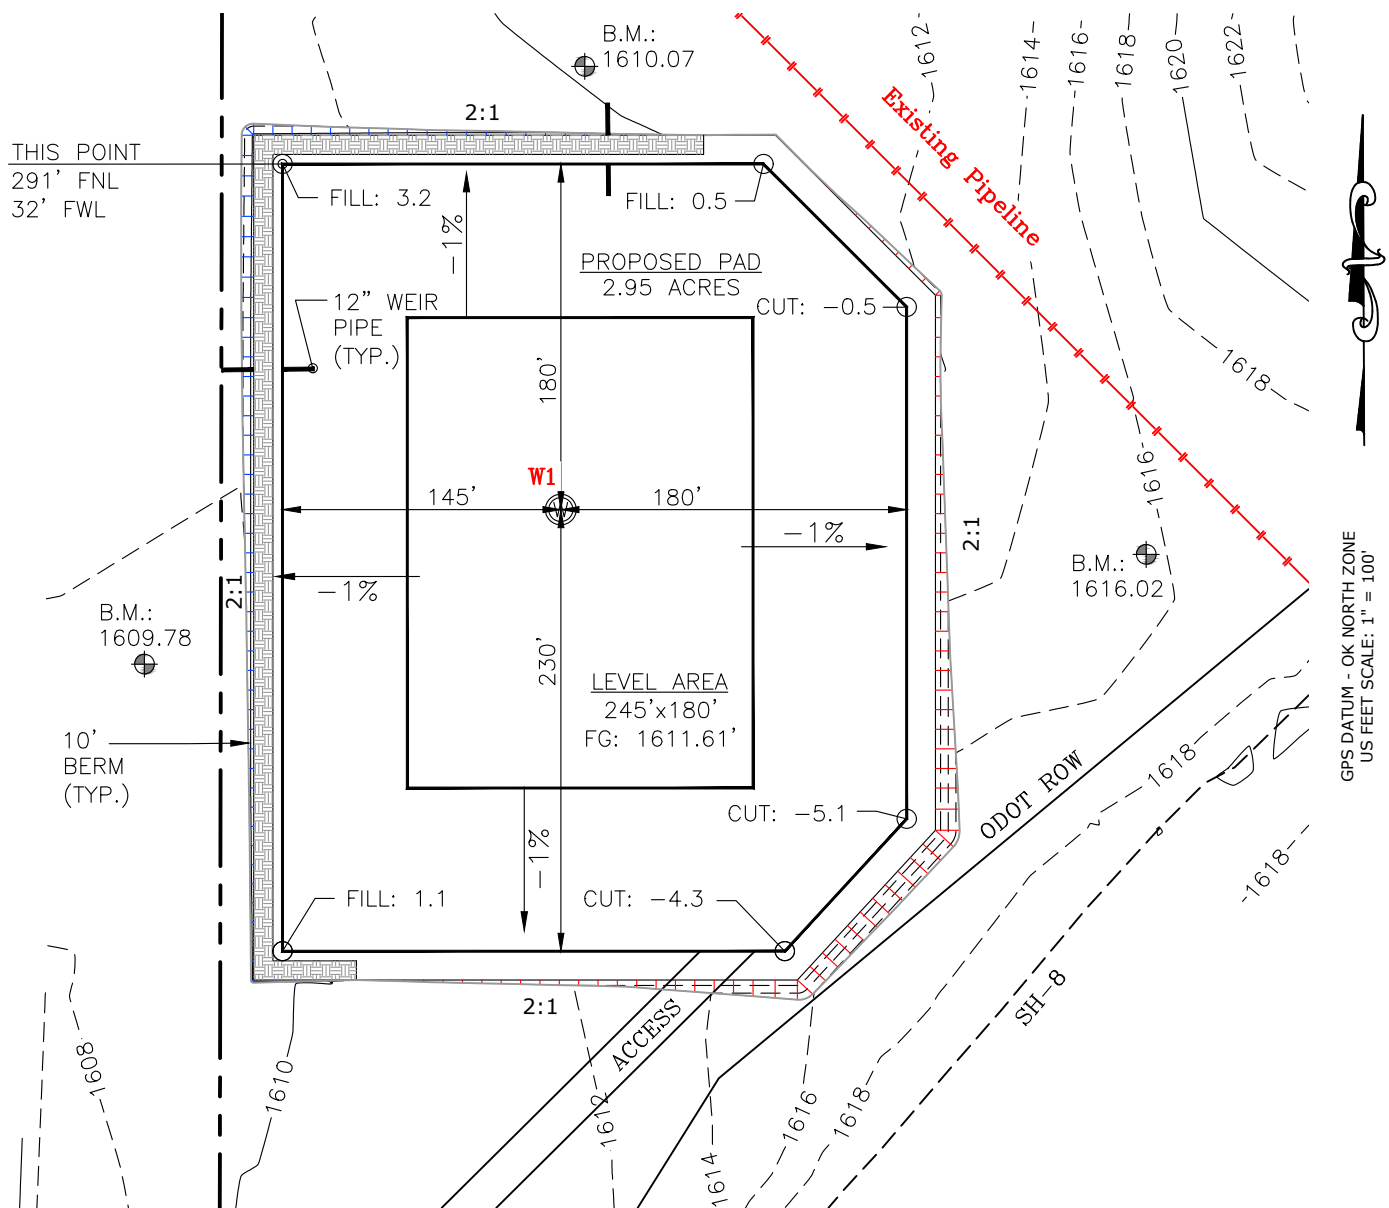 B.M.:
1610.07
1612
1614
1616
1618
1620
1622
2:1
THIS POINT
291' FNL
32' FWL
FILL: 3.2
FILL: 0.5
-1%
Existing Pipeline
PROPOSED PAD
2.95 ACRES
CUT: -0.5
12" WEIR
PIPE
(TYP.)
180'
1618
W1
145'
180'
W
1616
-1%
2:1
-1%
2:1
B.M.:
1616.02
B.M.:
1609.78
230'
LEVEL AREA
245'x180'
FG: 1611.61'
10'
BERM
(TYP.)
ODOT ROW
1618
CUT: -5.1
-1%
1618
FILL: 1.1
CUT: -4.3
2:1
ACCESS
SH-8
1608
1610
1612
1614
1616
1618
GPS DATUM - OK NORTH ZONE
US FEET SCALE: 1" = 100'